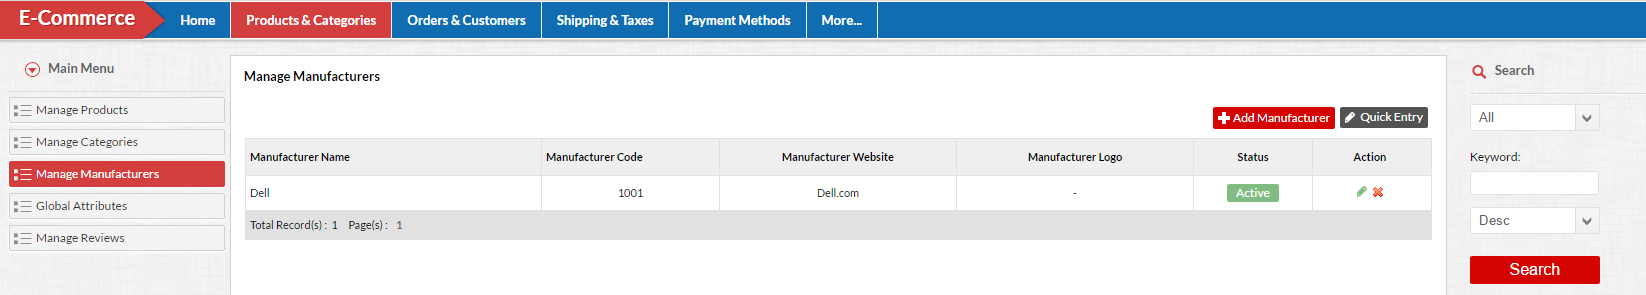 E-Commerce Home Products & Categories Orders & Customers Shipping & Taxes Payment Methods More...
Main Menu
Manage Products
Manage Categories
Manage Manufacturers
Global Attributes
Manage Reviews
Manage Manufacturers
Add Manufacturer Quick Entry
Manufacturer Name Manufacturer Code Manufacturer Website Manufacturer Logo Status Action
Dell 1001 Dell.com - Active
Total Record(s) : 1 Page(s) : 1
Search
All
Keyword:
Desc
Search